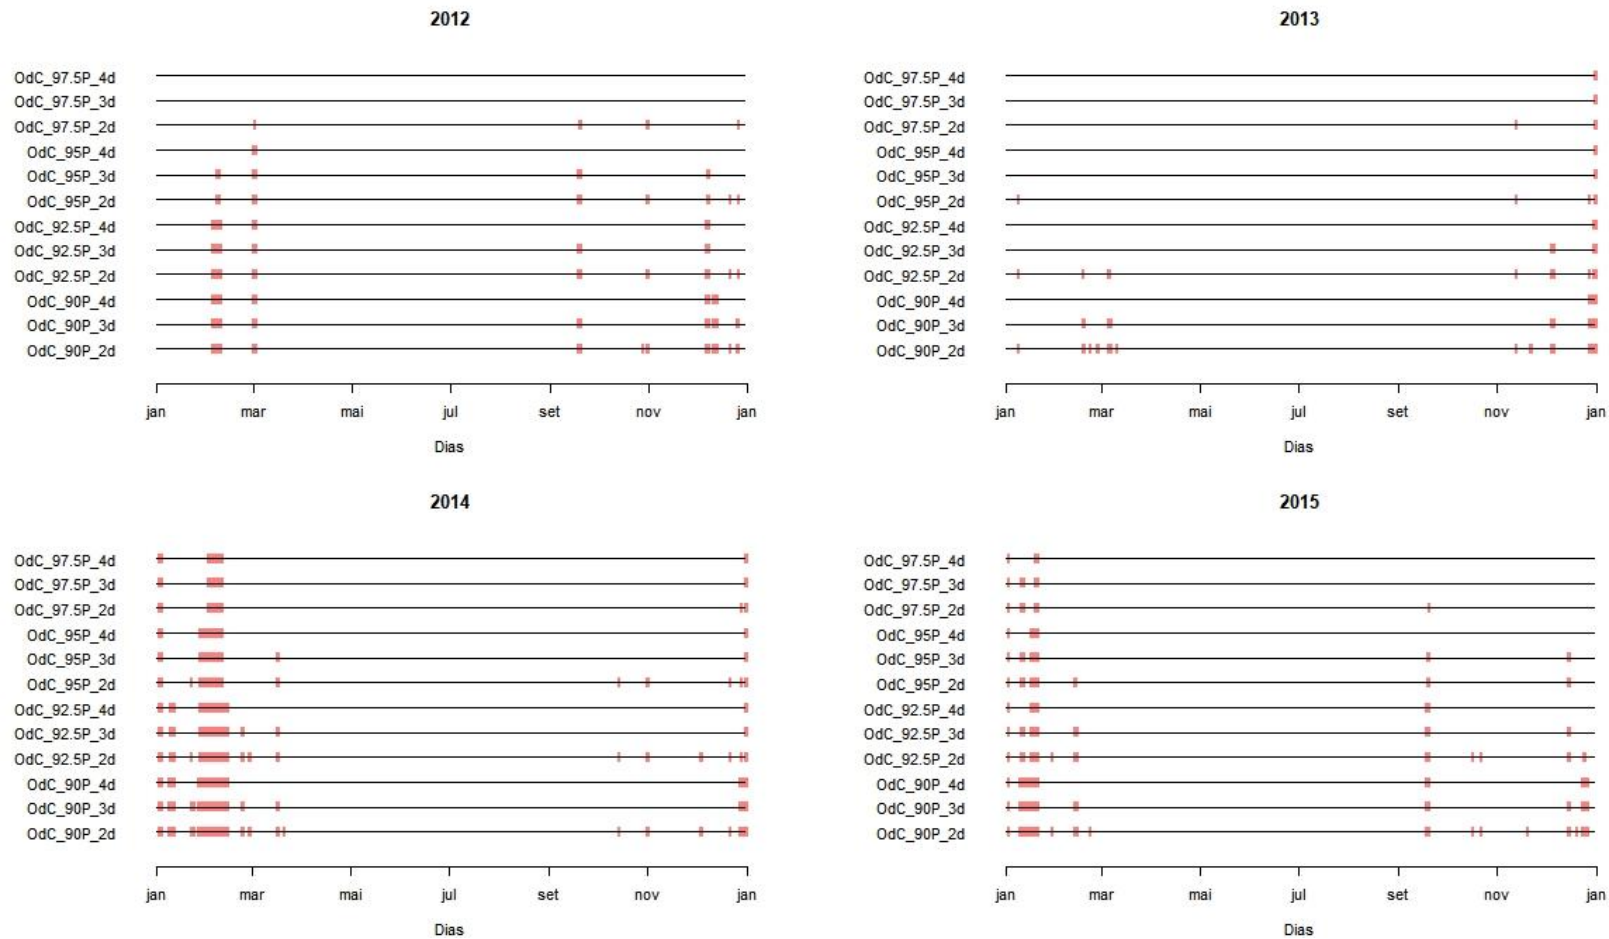 2012
OdC_97.5P_4d
OdC_97.5P_3d
OdC_97.5P_2d
OdC_95P_4d
OdC_95P_3d
OdC_95P_2d
OdC_92.5P_4d
OdC_92.5P_3d
OdC_92.5P_2d
OdC_90P_4d
OdC_90P_3d
OdC_90P_2d
jan mar mai jul set nov jan
Dias
2013
OdC_97.5P_4d
OdC_97.5P_3d
OdC_97.5P_2d
OdC_95P_4d
OdC_95P_3d
OdC_95P_2d
OdC_92.5P_4d
OdC_92.5P_3d
OdC_92.5P_2d
OdC_90P_4d
OdC_90P_3d
OdC_90P_2d
jan mar mai jul set nov jan
Dias
2014
OdC_97.5P_4d
OdC_97.5P_3d
OdC_97.5P_2d
OdC_95P_4d
OdC_95P_3d
OdC_95P_2d
OdC_92.5P_4d
OdC_92.5P_3d
OdC_92.5P_2d
OdC_90P_4d
OdC_90P_3d
OdC_90P_2d
jan mar mai jul set nov jan
Dias
2015
OdC_97.5P_4d
OdC_97.5P_3d
OdC_97.5P_2d
OdC_95P_4d
OdC_95P_3d
OdC_95P_2d
OdC_92.5P_4d
OdC_92.5P_3d
OdC_92.5P_2d
OdC_90P_4d
OdC_90P_3d
OdC_90P_2d
jan mar mai jul set nov jan
Dias